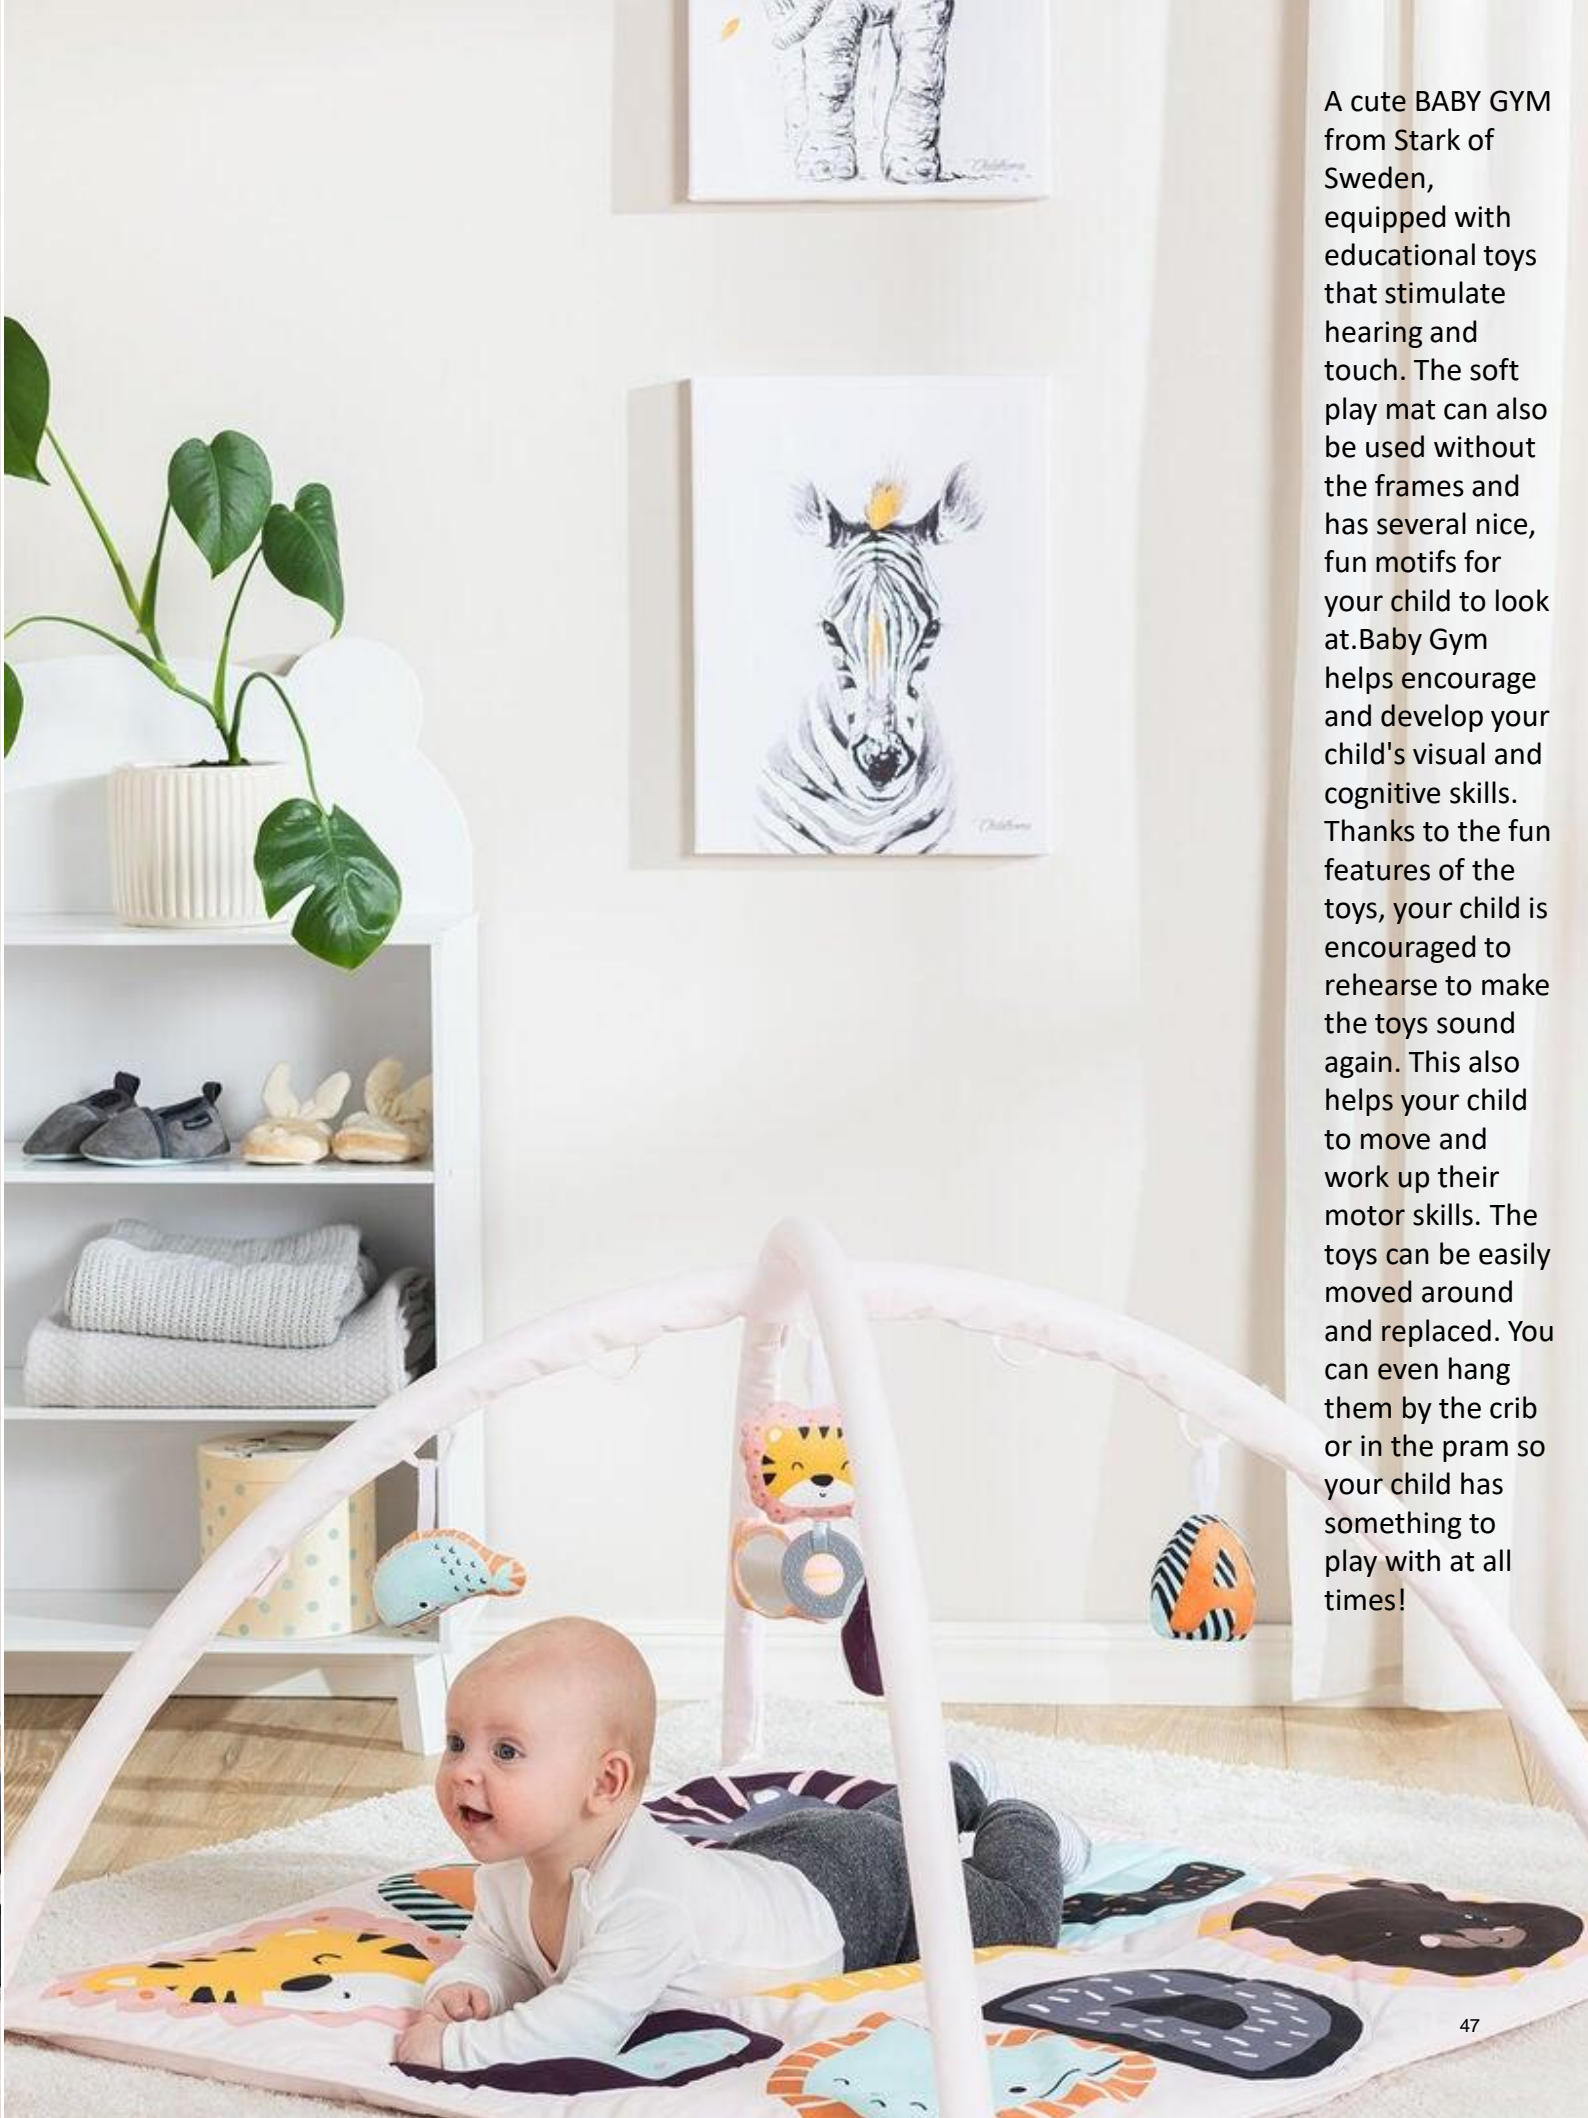 A cute BABY GYM
from Stark of
Sweden,
equipped with
educational toys
that stimulate
hearing and
touch. The soft
play mat can also
be used without
the frames and
has several nice,
fun motifs for
your child to look
at.Baby Gym
helps encourage
and develop your
child's visual and
cognitive skills.
Thanks to the fun
features of the
toys, your child is
encouraged to
rehearse to make
the toys sound
again. This also
helps your child
to move and
work up their
motor skills. The
toys can be easily
moved around
and replaced. You
can even hang
them by the crib
or in the pram so
your child has
something to
play with at all
times!
A
47